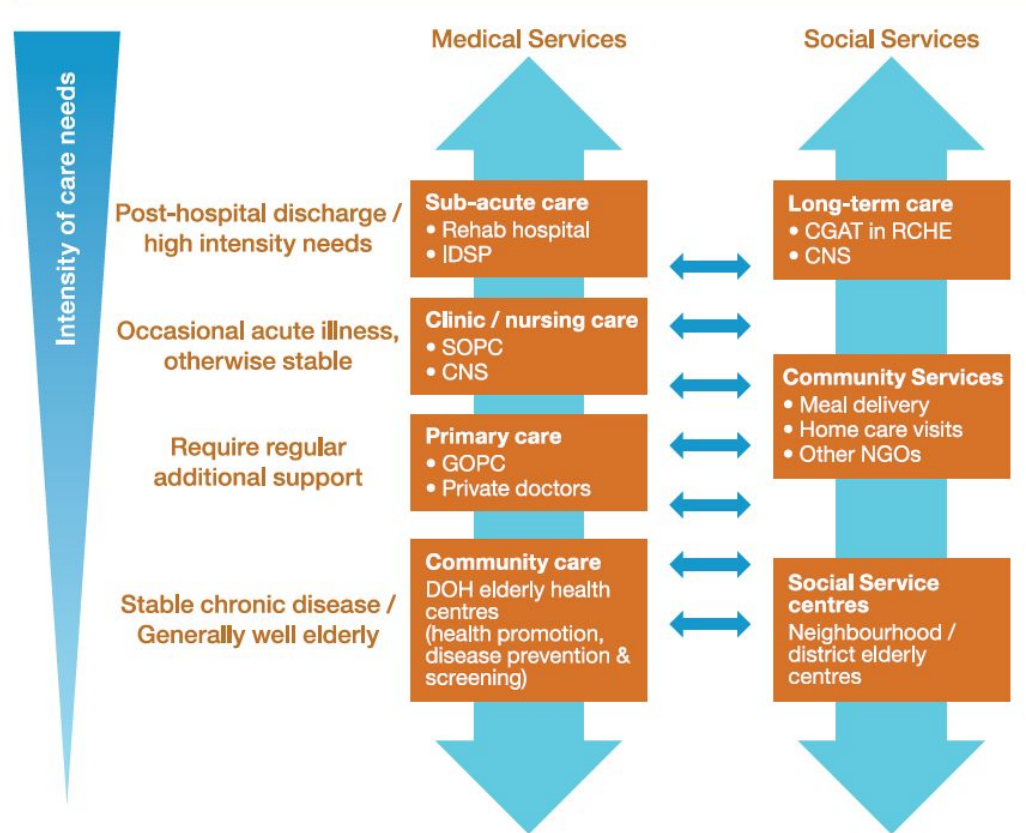 Medical Services
Social Services
Intensity of care needs
Post-hospital discharge /
high intensity needs
Sub-acute care
• Rehab hospital
• IDSP
Long-term care
• CGAT in RCHE
• CNS
Occasional acute illness,
otherwise stable
Clinic / nursing care
• SOPC
• CNS
Community Services
• Meal delivery
• Home care visits
• Other NGOs
Require regular
additional support
Primary care
• GOPC
• Private doctors
Stable chronic disease /
Generally well elderly
Community care
DOH elderly health
centres
(health promotion,
disease prevention &
screening)
Social Service
centres
Neighbourhood /
district elderly
centres